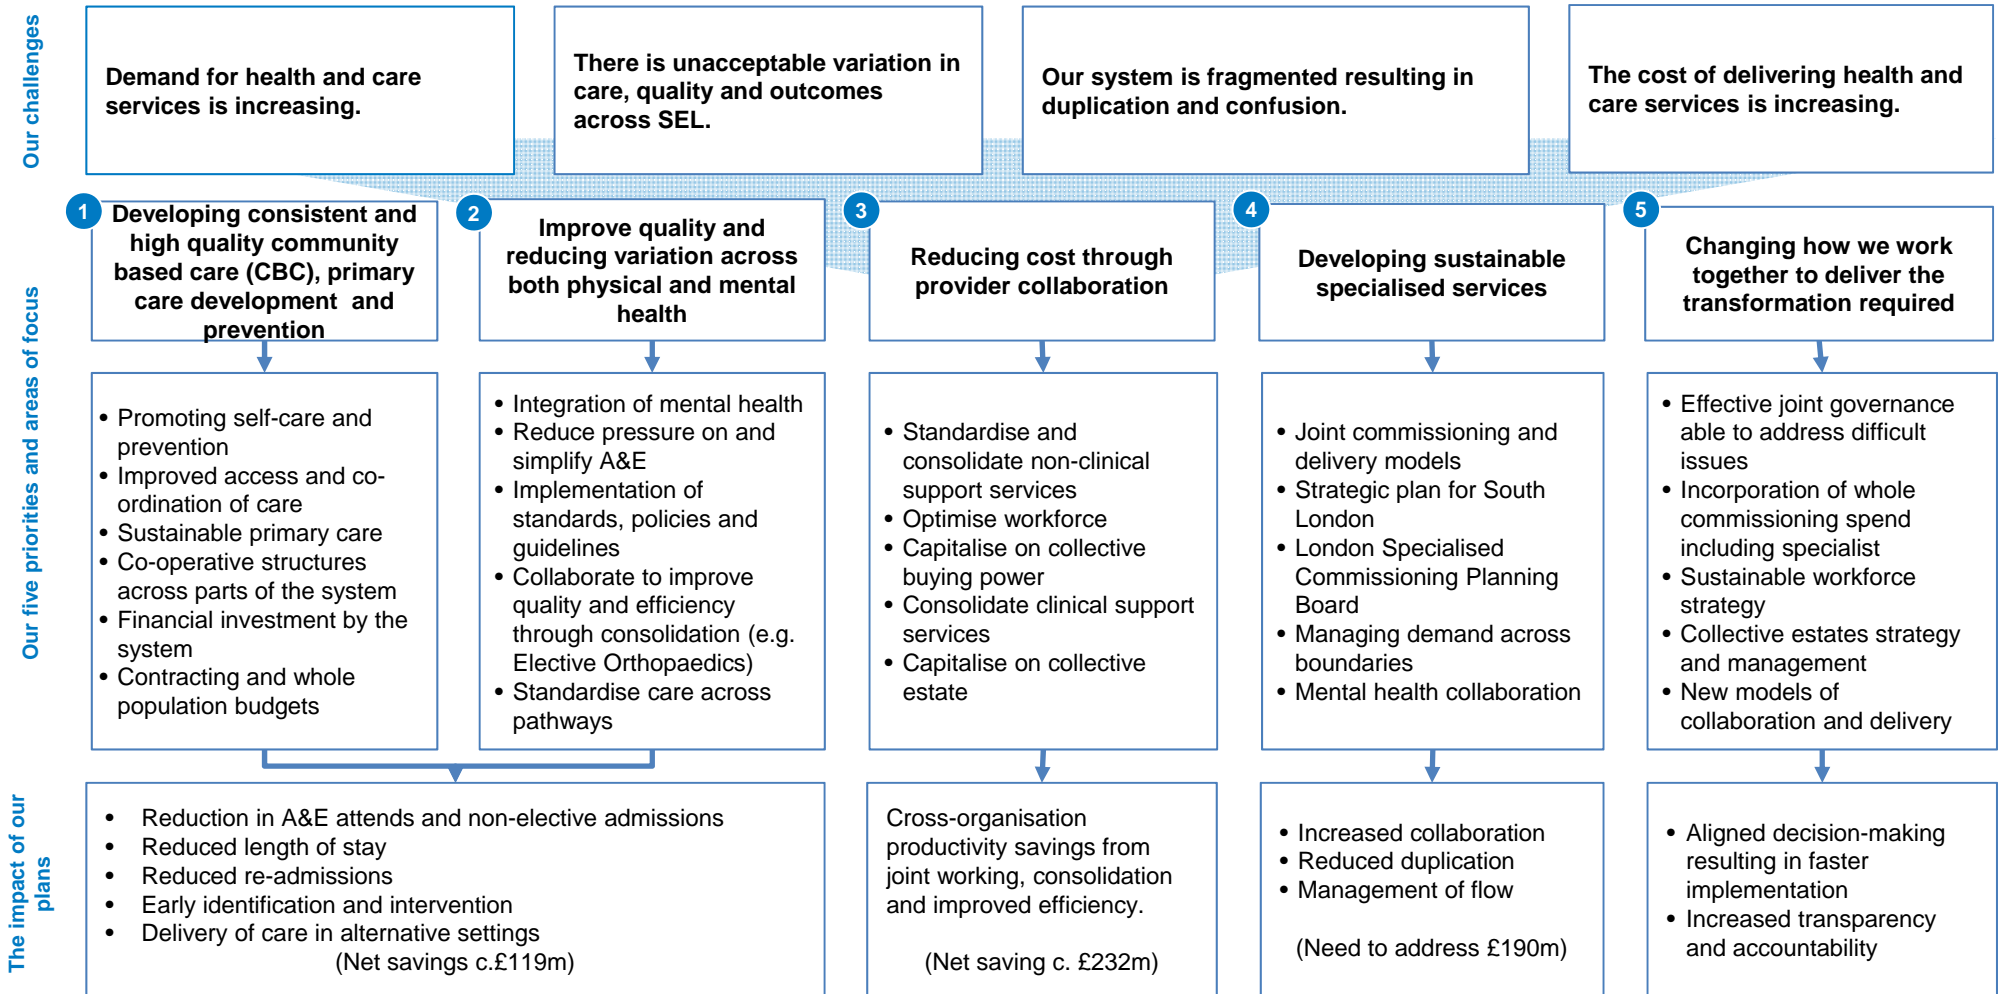 Our challenges
Demand for health and care
services is increasing.
There is unacceptable variation in
care, quality and outcomes
across SEL.
Our system is fragmented resulting in
duplication and confusion.
The cost of delivering health and
care services is increasing.
Our five priorities and areas of focus
1
Developing consistent and
high quality community
based care (CBC), primary
care development and
prevention
2
Improve quality and
reducing variation across
both physical and mental
health
3
Reducing cost through
provider collaboration
4
Developing sustainable
specialised services
5
Changing how we work
together to deliver the
transformation required
• Promoting self-care and
prevention
• Improved access and co-
ordination of care
• Sustainable primary care
• Co-operative structures
across parts of the system
• Financial investment by the
system
• Contracting and whole
population budgets
• Integration of mental health
• Reduce pressure on and
simplify A&E
• Implementation of
standards, policies and
guidelines
• Collaborate to improve
quality and efficiency
through consolidation (e.g.
Elective Orthopaedics)
• Standardise care across
pathways
• Standardise and
consolidate non-clinical
support services
• Optimise workforce
• Capitalise on collective
buying power
• Consolidate clinical support
services
• Capitalise on collective
estate
• Joint commissioning and
delivery models
• Strategic plan for South
London
• London Specialised
Commissioning Planning
Board
• Managing demand across
boundaries
• Mental health collaboration
• Effective joint governance
able to address difficult
issues
• Incorporation of whole
commissioning spend
including specialist
• Sustainable workforce
strategy
• Collective estates strategy
and management
• New models of
collaboration and delivery
The impact of our
plans
• Reduction in A&E attends and non-elective admissions
• Reduced length of stay
• Reduced re-admissions
• Early identification and intervention
• Delivery of care in alternative settings
(Net savings c.£119m)
Cross-organisation
productivity savings from
joint working, consolidation
and improved efficiency.
(Net saving c. £232m)
• Increased collaboration
• Reduced duplication
• Management of flow
(Need to address £190m)
• Aligned decision-making
resulting in faster
implementation
• Increased transparency
and accountability